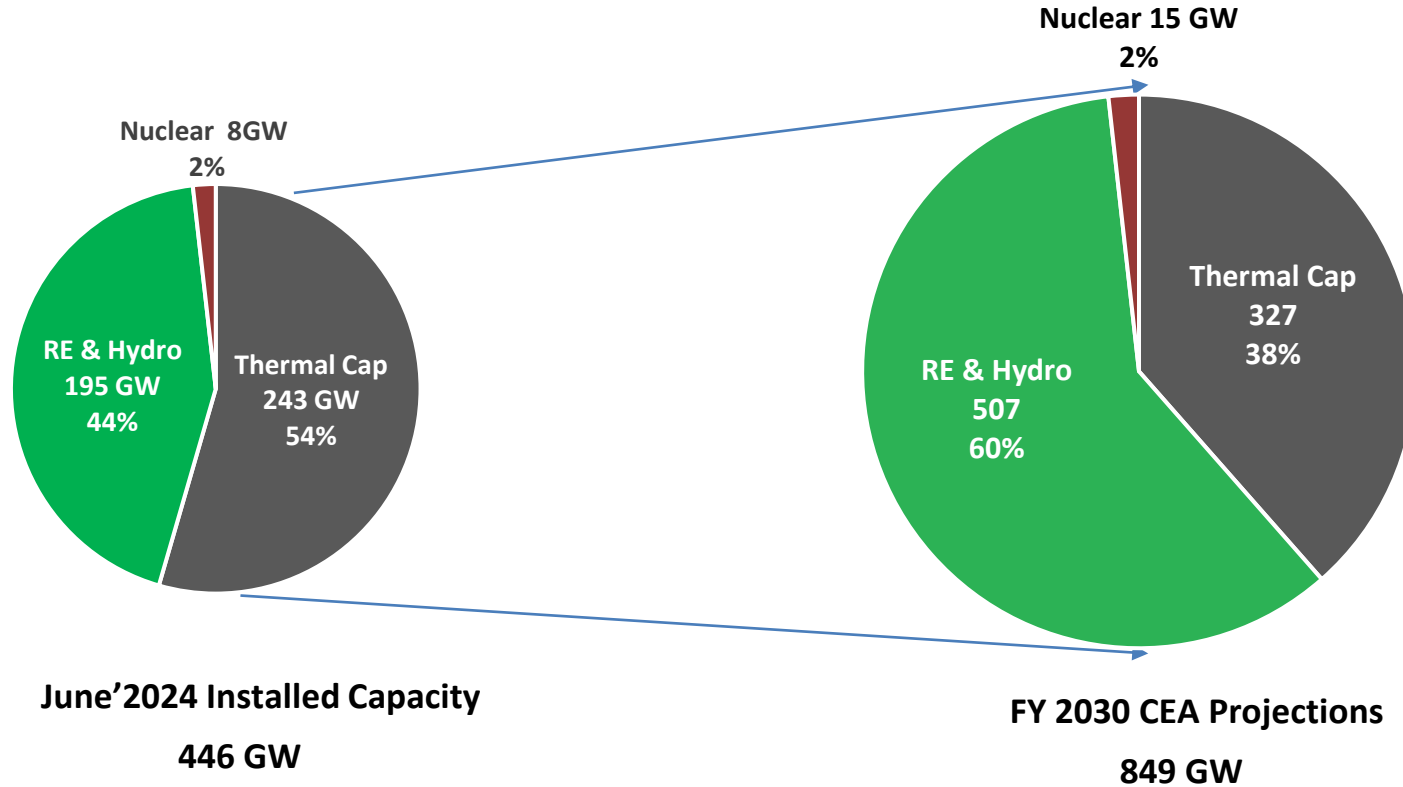 Nuclear 8GW
2%
RE & Hydro
195 GW
44%
Thermal Cap
243 GW
54%
June’2024 Installed Capacity
446 GW
Nuclear 15 GW
2%
RE & Hydro
507
60%
Thermal Cap
327
38%
FY 2030 CEA Projections
849 GW